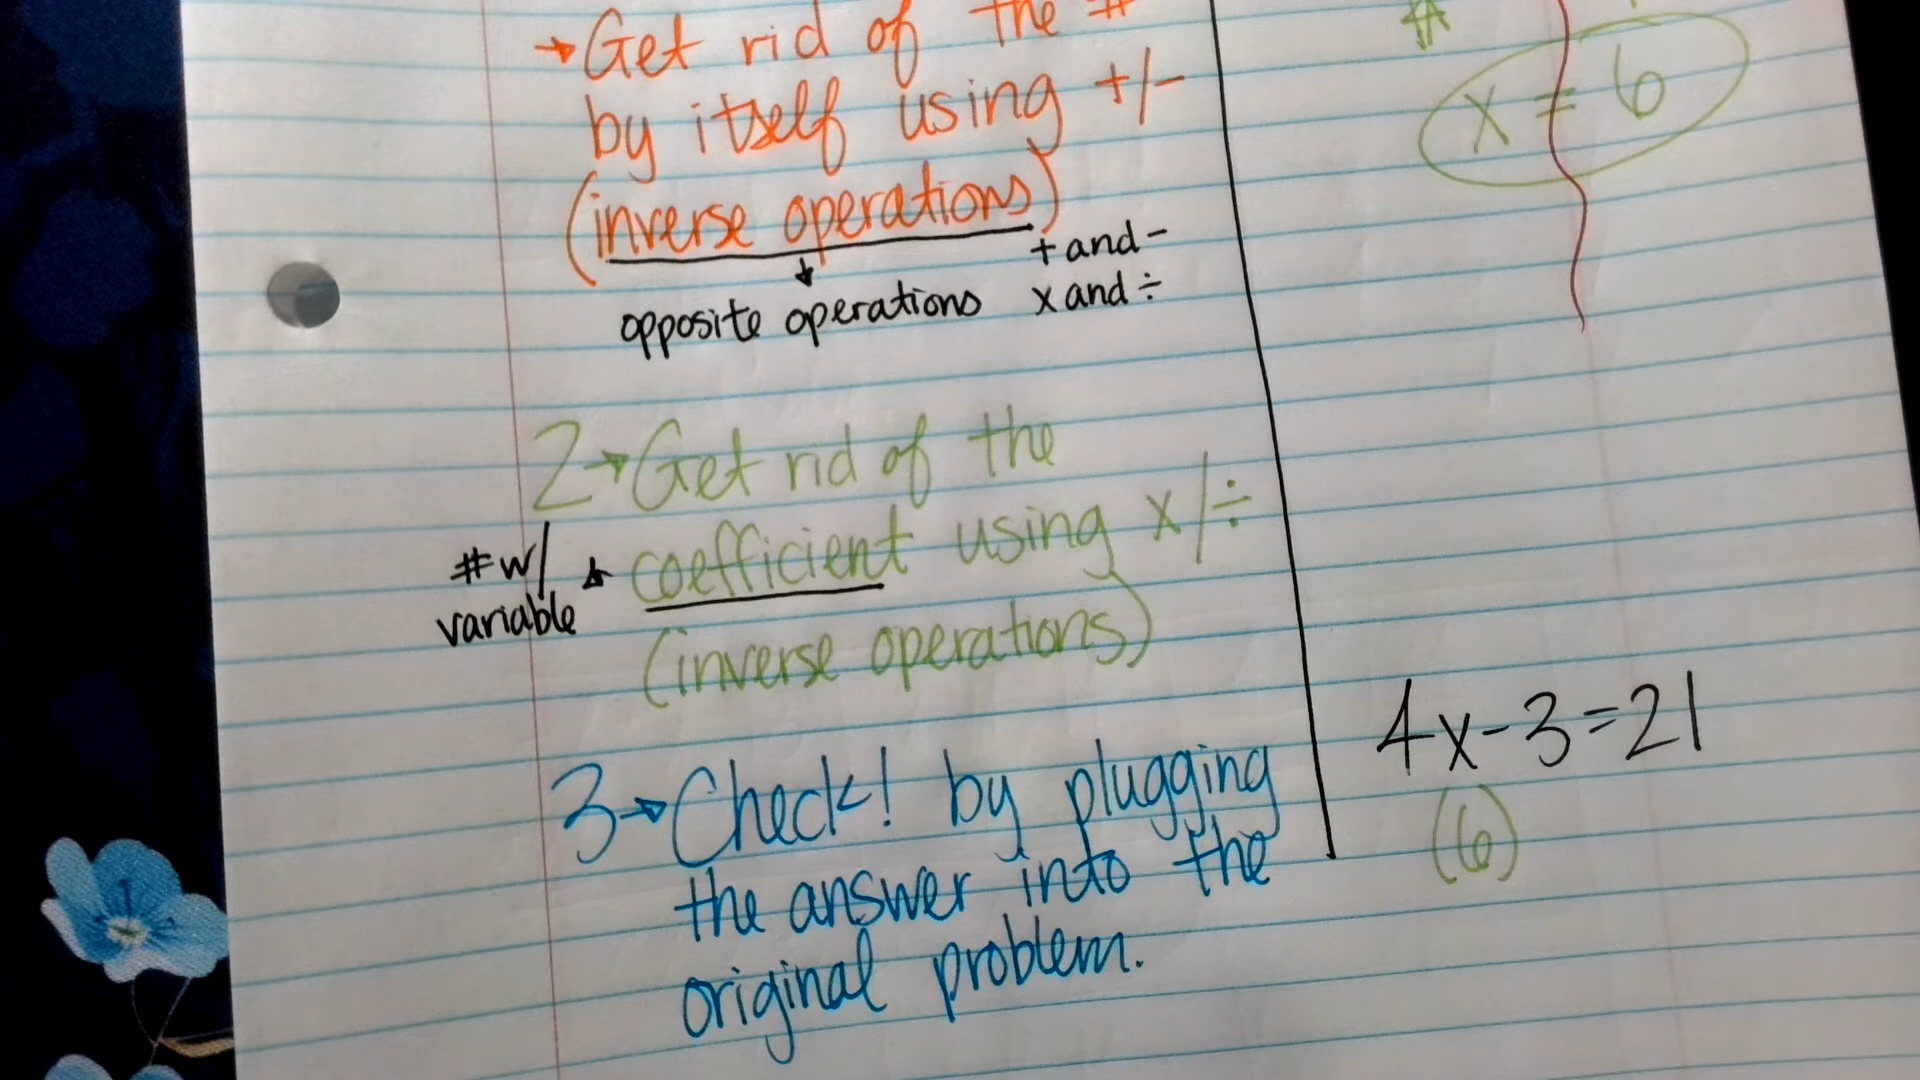 →Get rid of the #
by itself using +/-
(inverse operations)
+ and -
opposite operations x and ÷
2→Get rid of the
#w/
variable
coefficient using x/÷
(inverse operations)
3→Check! by plugging
the answer into the
original problem.
x = 6
4x-3=21
(6)